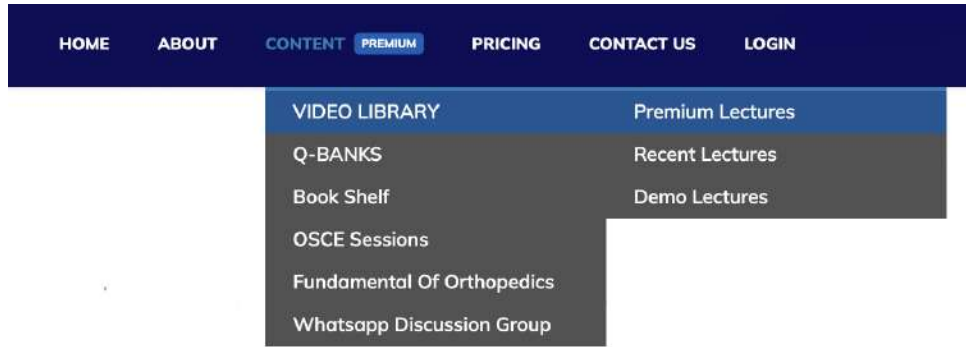 HOME ABOUT CONTENT PREMIUM PRICING CONTACT US LOGIN
VIDEO LIBRARY Premium Lectures
Q-BANKS Recent Lectures
Book Shelf Demo Lectures
OSCE Sessions
Fundamental Of Orthopedics
Whatsapp Discussion Group